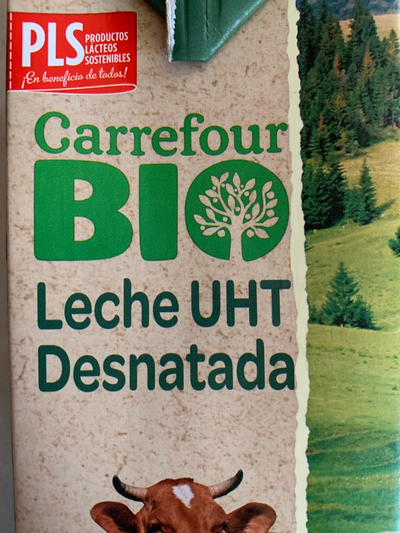 PLS PRODUCTOS
LÁCTEOS
SOSTENIBLES
¡En beneficio de todos!
Carrefour
BIO
Leche UHT
Desnatada